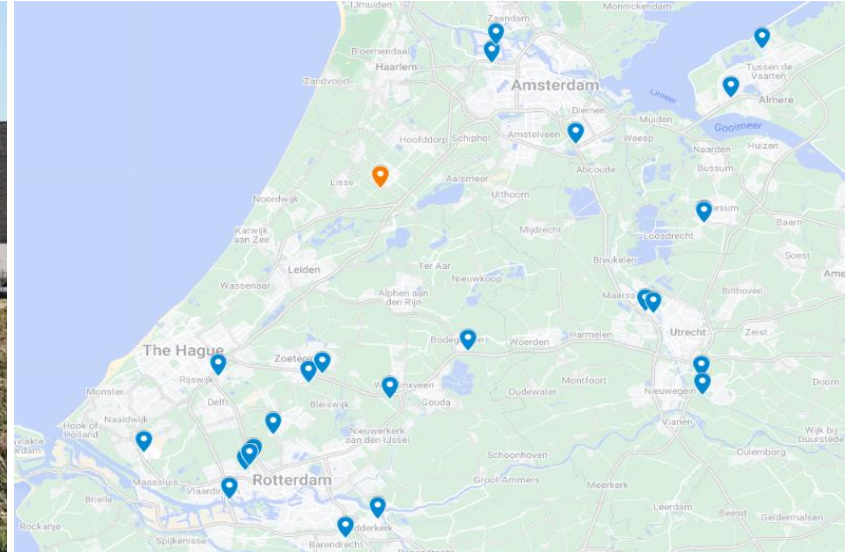 IJmuiden
Zaandam
Monnickendam
Bloemendaal
Haarlem
Zandvoort
Amsterdam
Tussen de
Vaarten
IJmeer
Almere
Diemen
Muiden
Gooimeer
Hoofddorp
Schiphol
Amstelveen
Weesp
Naarden
Huizen
Bussum
Lisse
Aalsmeer
Abcoude
Noordwijk
Uithoorn
Baarn
Katwijk
aan Zee
Mijdrecht
Loosdrecht
Soest
Leiden
Ter Aar
Breukelen
Wassenaar
Nieuwkoop
Bilthoven
Alphen aan
den Rijn
Utrecht
Zeist
The Hague
Woerden
Harmelen
Rijswijk
Monster
Delft
Bleiswijk
Gouda
Oudewater
Montfoort
Nieuwegein
Doorn
Naaldwijk
Hook of
Holland
Nieuwerkerk
aan den IJssel
Vianen
Wijk bij
Duurstede
Schoonhoven
Culemborg
Maassluis
Rotterdam
Groot-Ammers
Brielle
Meerkerk
Leerdam
Beesd
Geldermalsen
Rockanje
Spijkenisse
Barendrecht